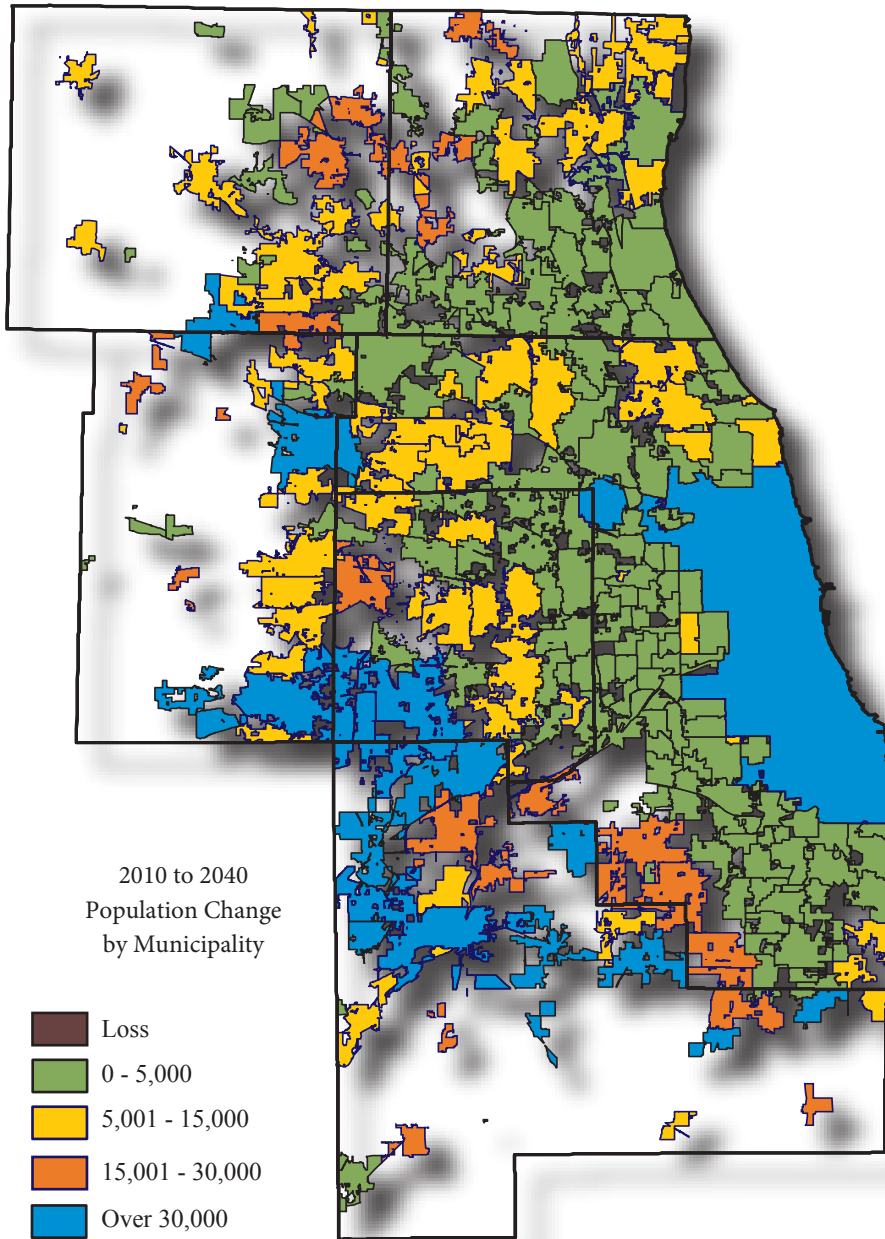 2010 to 2040
Population Change
by Municipality
Loss
0 - 5,000
5,001 - 15,000
15,001 - 30,000
Over 30,000